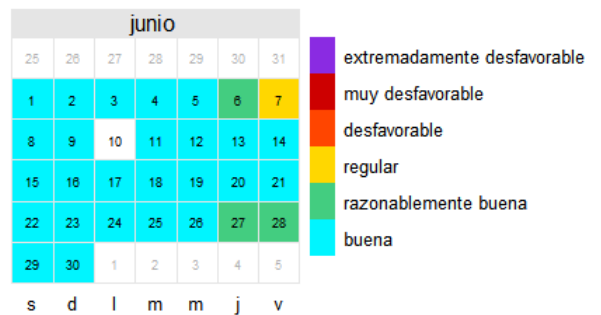 junio
25 26 27 28 29 30 31
1 2 3 4 5 6 7
8 9 10 11 12 13 14
15 16 17 18 19 20 21
22 23 24 25 26 27 28
29 30 1 2 3 4 5
s d l m m j v
extremadamente desfavorable
muy desfavorable
desfavorable
regular
razonablemente buena
buena